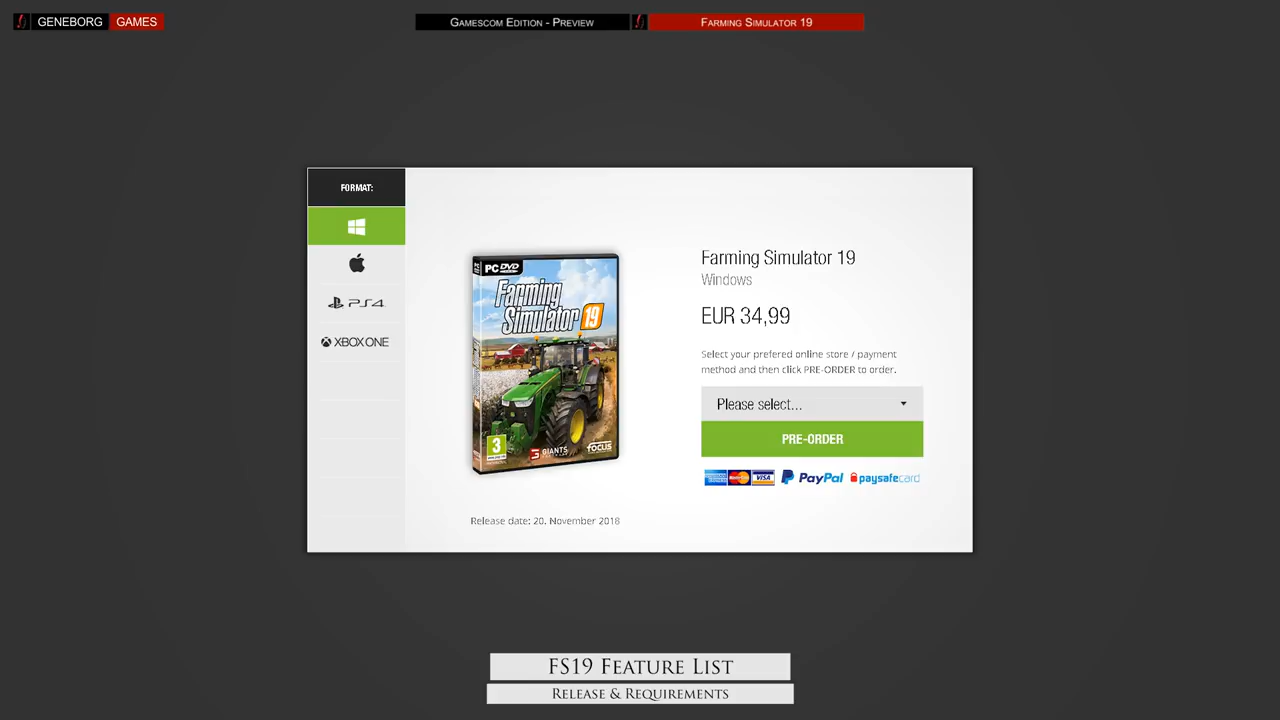 GENEBORG GAMES
Gamescom Edition - Preview
Farming Simulator 19
FORMAT:
PS4
XBOX ONE
PC DVD
Farming
Simulator 19
3
GIANTS
FOCUS
Farming Simulator 19
Windows
EUR 34,99
Select your prefered online store / payment
method and then click PRE-ORDER to order.
Please select...
PRE-ORDER
MasterCard VISA PayPal paysafecard
Release date: 20. November 2018
FS19 Feature List
Release & Requirements